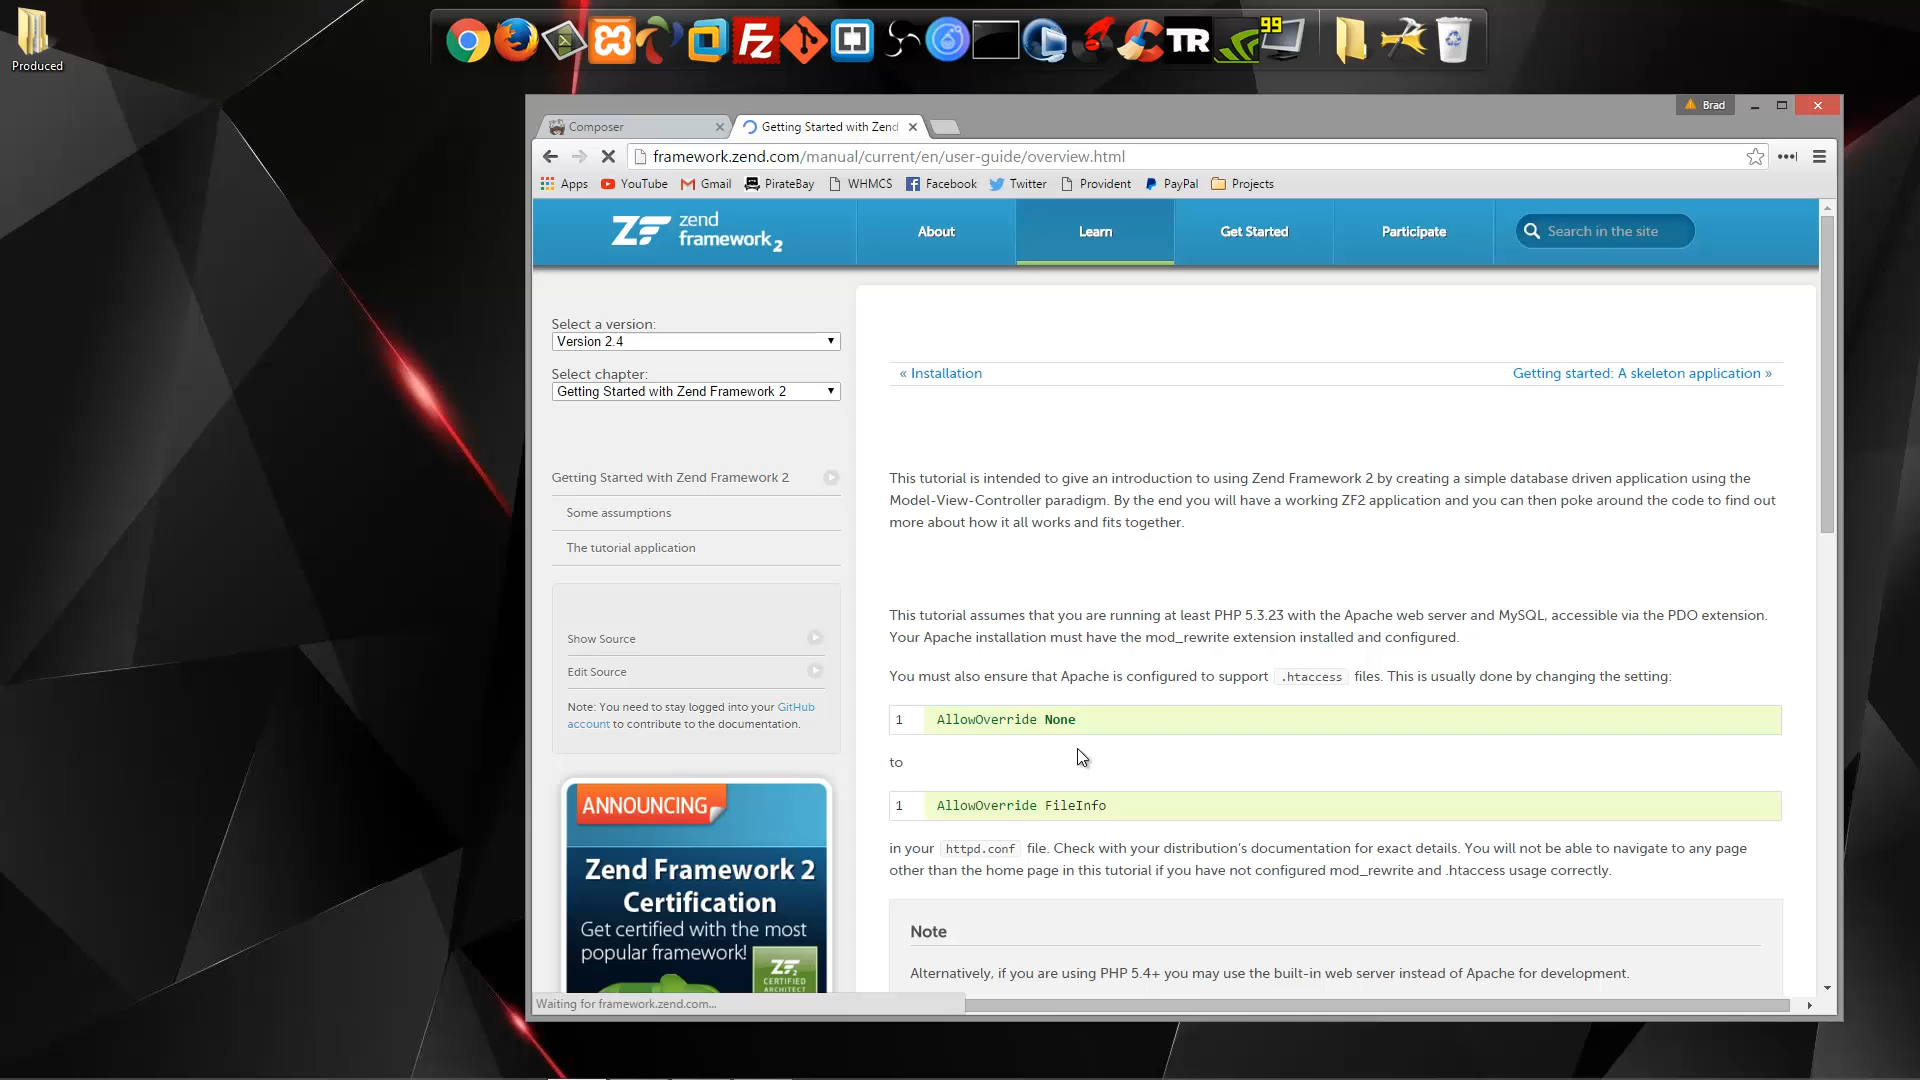 Produced
99
TR
Brad
Composer
Getting Started with Zend
framework.zend.com/manual/current/en/user-guide/overview.html
Apps
YouTube
Gmail
PirateBay
WHMCS
Facebook
Twitter
Provident
PayPal
Projects
zend
framework2
About
Learn
Get Started
Participate
Search in the site
Select a version:
Version 2.4
Select chapter:
Getting Started with Zend Framework 2
Getting Started with Zend Framework 2
Some assumptions
The tutorial application
Show Source
Edit Source
Note: You need to stay logged into your GitHub
account to contribute to the documentation.
ANNOUNCING
Zend Framework 2
Certification
Get certified with the most
popular framework!
ZF2
CERTIFIED
ARCHITECT
« Installation
Getting started: A skeleton application »
This tutorial is intended to give an introduction to using Zend Framework 2 by creating a simple database driven application using the
Model-View-Controller paradigm. By the end you will have a working ZF2 application and you can then poke around the code to find out
more about how it all works and fits together.
This tutorial assumes that you are running at least PHP 5.3.23 with the Apache web server and MySQL, accessible via the PDO extension.
Your Apache installation must have the mod_rewrite extension installed and configured.
You must also ensure that Apache is configured to support .htaccess files. This is usually done by changing the setting:
1 AllowOverride None
to
1 AllowOverride FileInfo
in your httpd.conf file. Check with your distribution's documentation for exact details. You will not be able to navigate to any page
other than the home page in this tutorial if you have not configured mod_rewrite and .htaccess usage correctly.
Note
Alternatively, if you are using PHP 5.4+ you may use the built-in web server instead of Apache for development.
Waiting for framework.zend.com...